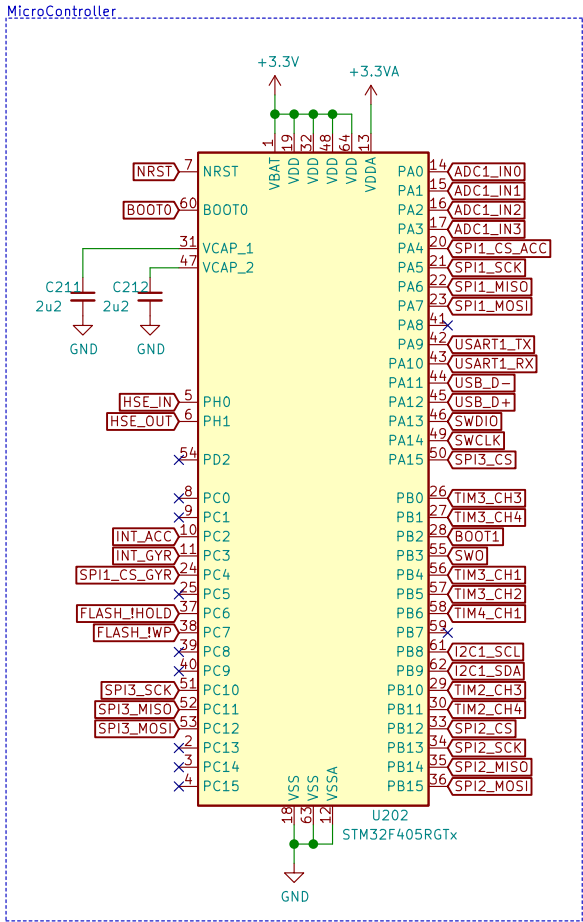 MicroController
+3.3V
+3.3VA
1 19 32 48 64 13
VBAT VDD VDD VDD VDD VDDA
NRST 7 NRST PA0 14 ADC1_IN0
PA1 15 ADC1_IN1
BOOT0 60 BOOT0 PA2 16 ADC1_IN2
PA3 17 ADC1_IN3
31 VCAP_1 PA4 20 SPI1_CS_ACC
47 VCAP_2 PA5 21 SPI1_SCK
C211 C212 PA6 22 SPI1_MISO
2u2 2u2 PA7 23 SPI1_MOSI
PA8 41
GND GND PA9 42 USART1_TX
PA10 43 USART1_RX
PA11 44 USB_D-
HSE_IN 5 PH0 PA12 45 USB_D+
HSE_OUT 6 PH1 PA13 46 SWDIO
PA14 49 SWCLK
54 PD2 PA15 50 SPI3_CS
8 PC0 PB0 26 TIM3_CH3
9 PC1 PB1 27 TIM3_CH4
INT_ACC 10 PC2 PB2 28 BOOT1
INT_GYR 11 PC3 PB3 55 SWO
SPI1_CS_GYR 24 PC4 PB4 56 TIM3_CH1
25 PC5 PB5 57 TIM3_CH2
FLASH_!HOLD 37 PC6 PB6 58 TIM4_CH1
FLASH_!WP 38 PC7 PB7 59
39 PC8 PB8 61 I2C1_SCL
40 PC9 PB9 62 I2C1_SDA
SPI3_SCK 51 PC10 PB10 29 TIM2_CH3
SPI3_MISO 52 PC11 PB11 30 TIM2_CH4
SPI3_MOSI 53 PC12 PB12 33 SPI2_CS
2 PC13 PB13 34 SPI2_SCK
3 PC14 PB14 35 SPI2_MISO
4 PC15 PB15 36 SPI2_MOSI
VSS VSS VSSA
18 63 12
U202
STM32F405RGTx
GND